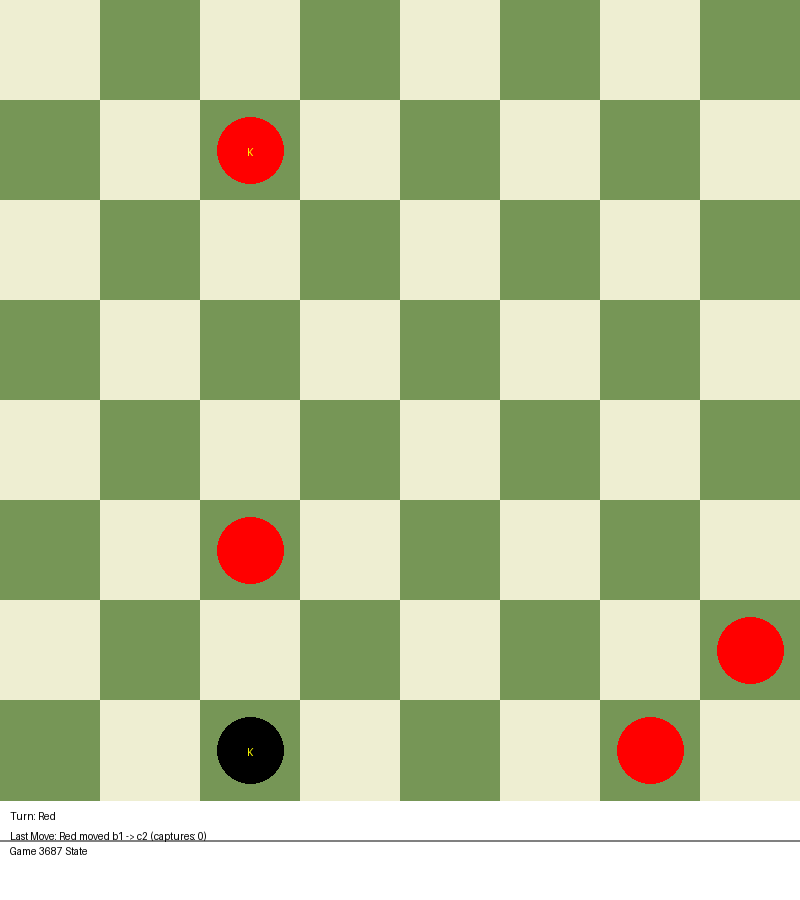 K
K
Turn: Red
Last Move: Red moved b1 -> c2 (captures: 0)
Game 3687 State